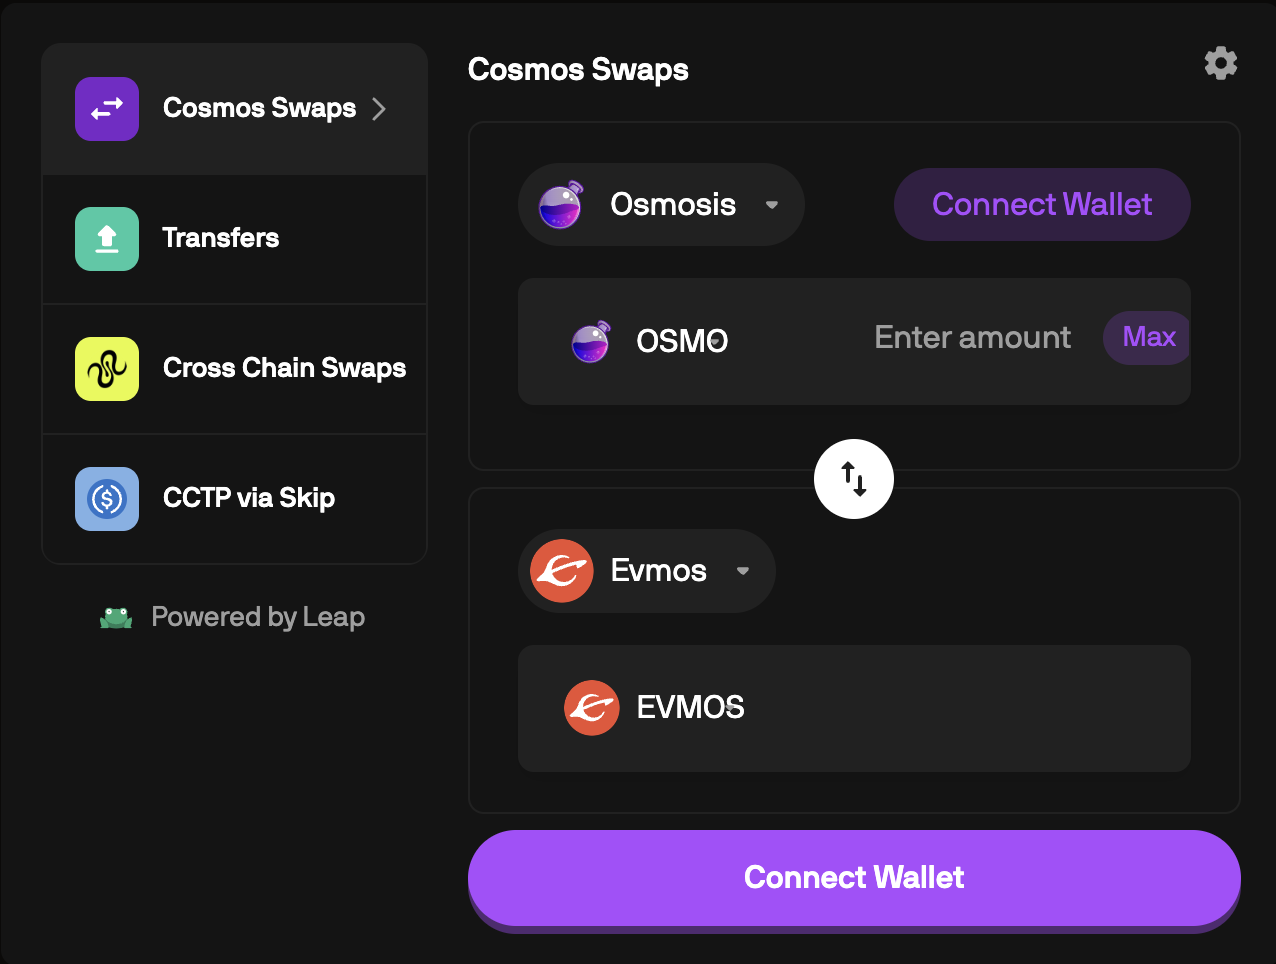 Cosmos Swaps
Transfers
Cross Chain Swaps
CCTP via Skip
Powered by Leap
Cosmos Swaps
Osmosis
Connect Wallet
OSMO
Enter amount
Max
Evmos
EVMOS
Connect Wallet